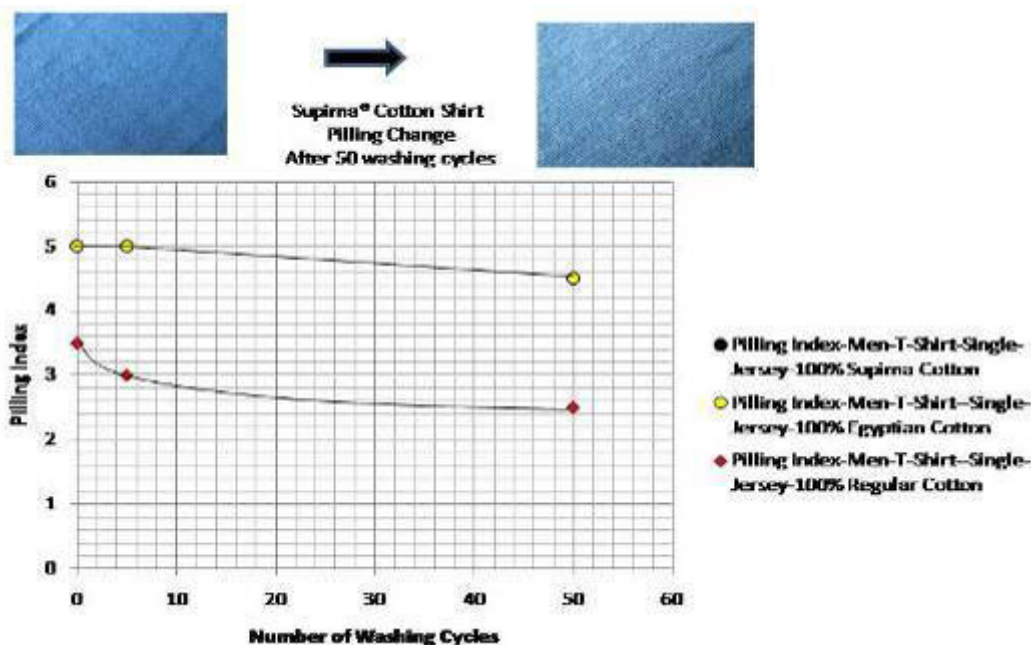 Supima® Cotton Shirt
Pilling Change
After 50 washing cycles
6
5
4
3
2
1
0
Pilling Index
0 10 20 30 40 50 60
Number of Washing Cycles
Pilling Index-Men-T-Shirt-Single-
Jersey-100% Supima Cotton
Pilling Index-Men-T-Shirt--Single-
Jersey-100% Egyptian Cotton
Pilling Index-Men-T-Shirt--Single-
Jersey-100% Regular Cotton